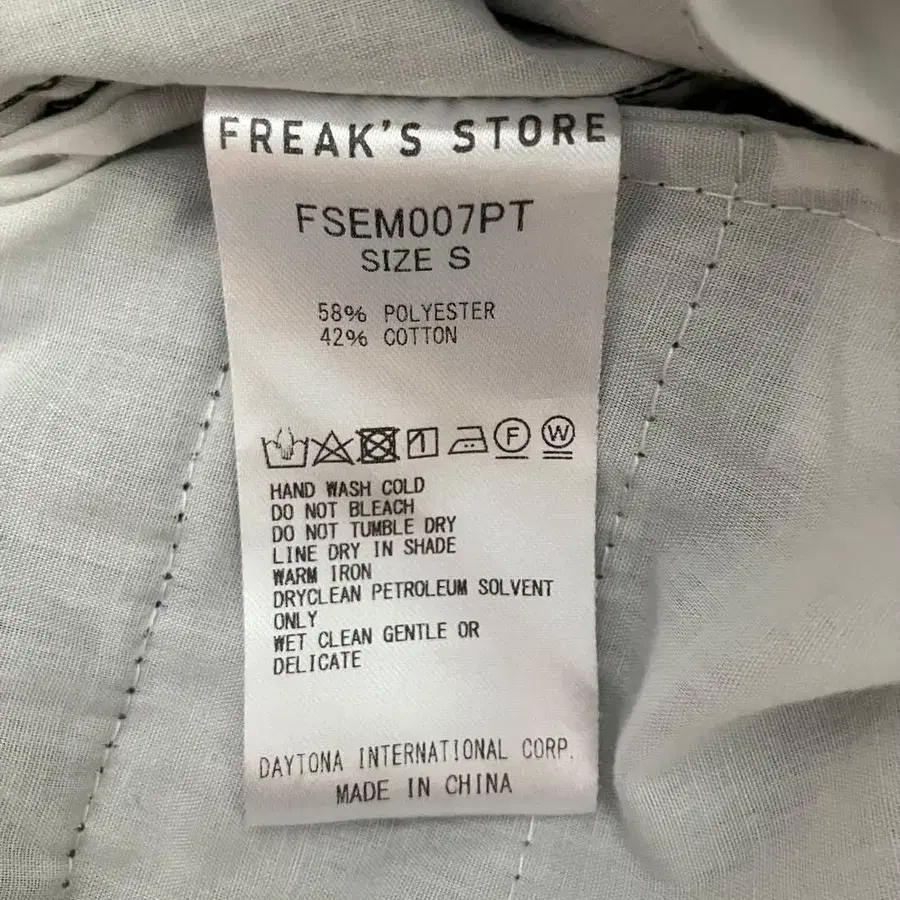 FREAK'S STORE
FSEM007PT
SIZE S
58% POLYESTER
42% COTTON
F W
HAND WASH COLD
DO NOT BLEACH
DO NOT TUMBLE DRY
LINE DRY IN SHADE
WARM IRON
DRYCLEAN PETROLEUM SOLVENT
ONLY
WET CLEAN GENTLE OR
DELICATE
DAYTONA INTERNATIONAL CORP.
MADE IN CHINA